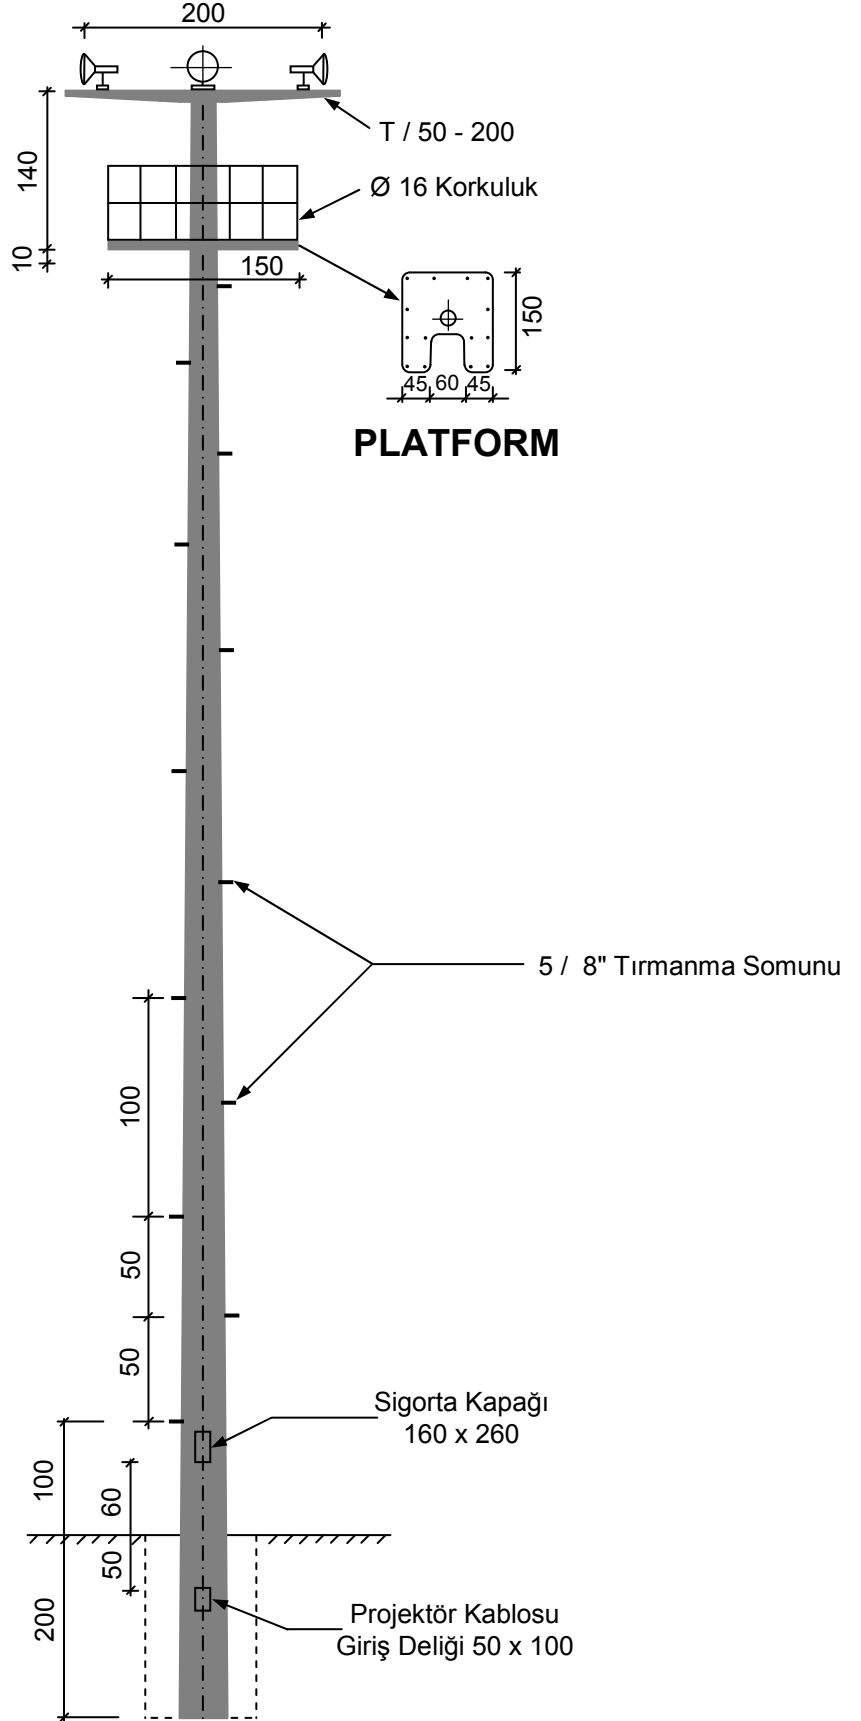 200
T / 50 - 200
140
Ø 16 Korkuluk
10
150
150
45 60 45
PLATFORM
5 / 8" Tırmanma Somunu
100
50
50
Sigorta Kapağı
160 x 260
100
60
50
200
Projektör Kablosu
Giriş Deliği 50 x 100